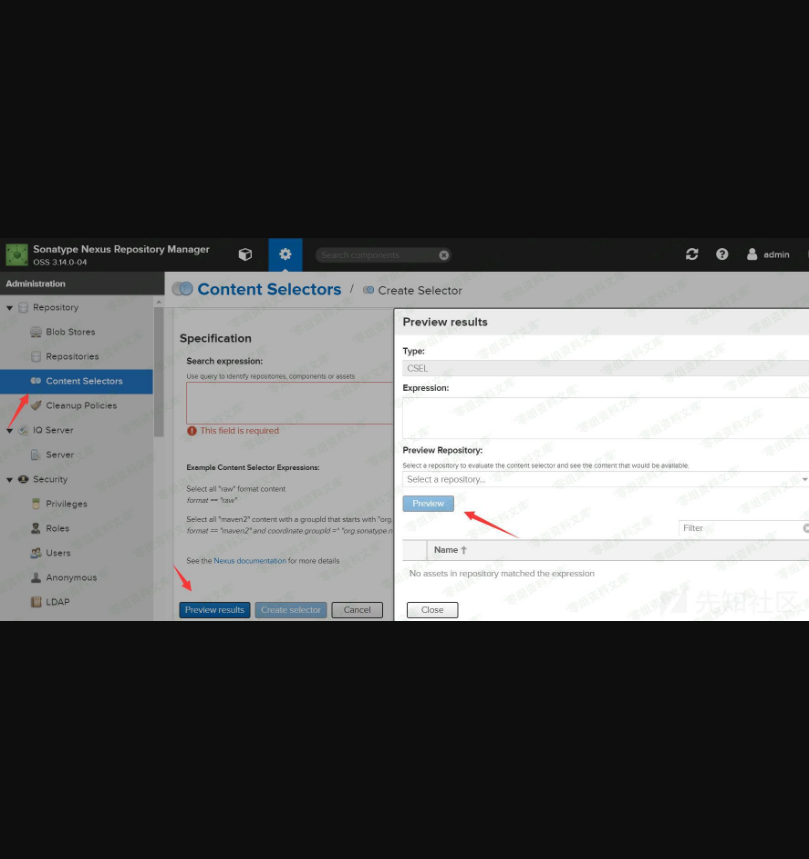 Sonatype Nexus Repository Manager
OSS 3.14.0-04
Search components
admin
Administration
Content Selectors / Create Selector
Repository
Blob Stores
Repositories
Content Selectors
Cleanup Policies
IQ Server
Server
Security
Privileges
Roles
Users
Anonymous
LDAP
Specification
Search expression:
Use query to identify repositories, components or assets
This field is required
Example Content Selector Expressions:
Select all "raw" format content
format == "raw"
Select all "maven2" content with a groupId that starts with "org.
format == "maven2" and coordinate.groupId =^ "org.sonatype.n
See the Nexus documentation for more details
Preview results
Create selector
Cancel
Preview results
Type:
CSEL
Expression:
Preview Repository:
Select a repository to evaluate the content selector and see the content that would be available.
Select a repository...
Preview
Filter
Name ↑
No assets in repository matched the expression
Close
先知社区
零组资料文库